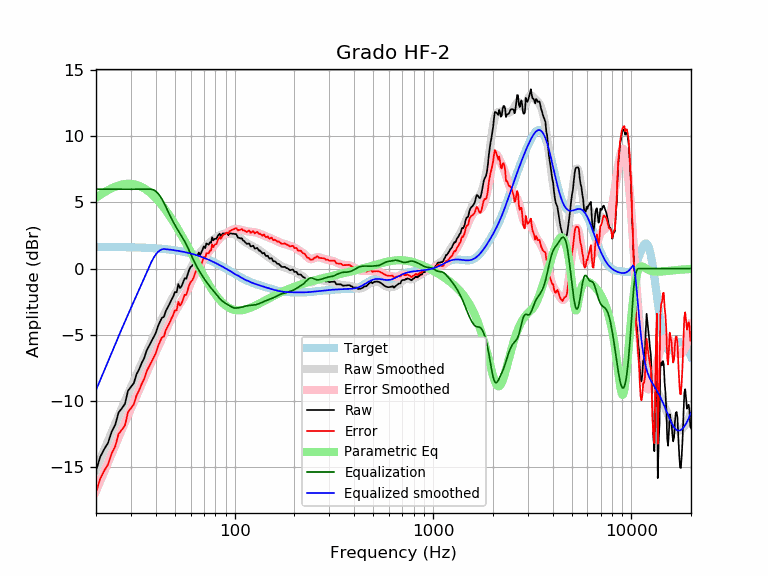 Grado HF-2
15
10
5
0
−5
−10
−15
Amplitude (dBr)
Target
Raw Smoothed
Error Smoothed
Raw
Error
Parametric Eq
Equalization
Equalized smoothed
100
1000
10000
Frequency (Hz)